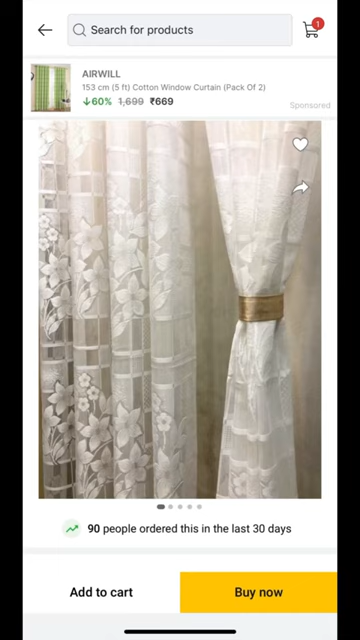 Search for products
1
AIRWILL
153 cm (5 ft) Cotton Window Curtain (Pack Of 2)
↓60% 1,699 ₹669
Sponsored
90 people ordered this in the last 30 days
Add to cart
Buy now